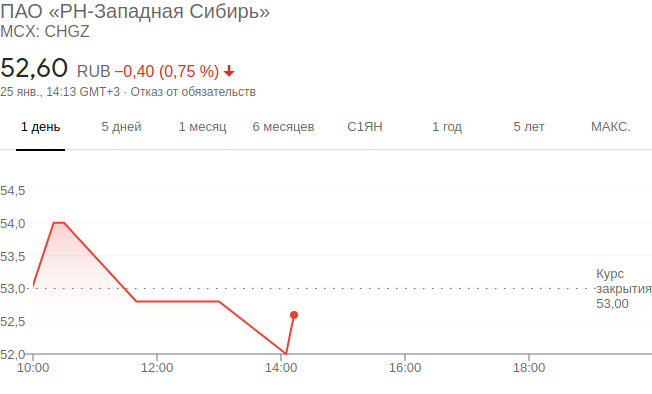 ПАО «РН-Западная Сибирь»
MCX: CHGZ
52,60 RUB −0,40 (0,75 %)
25 янв., 14:13 GMT+3 · Отказ от обязательств
1 день 5 дней 1 месяц 6 месяцев С1ЯН 1 год 5 лет МАКС.
54,5
54,0
53,5
53,0
52,5
52,0
Курс
закрытия
53,00
10:00 12:00 14:00 16:00 18:00